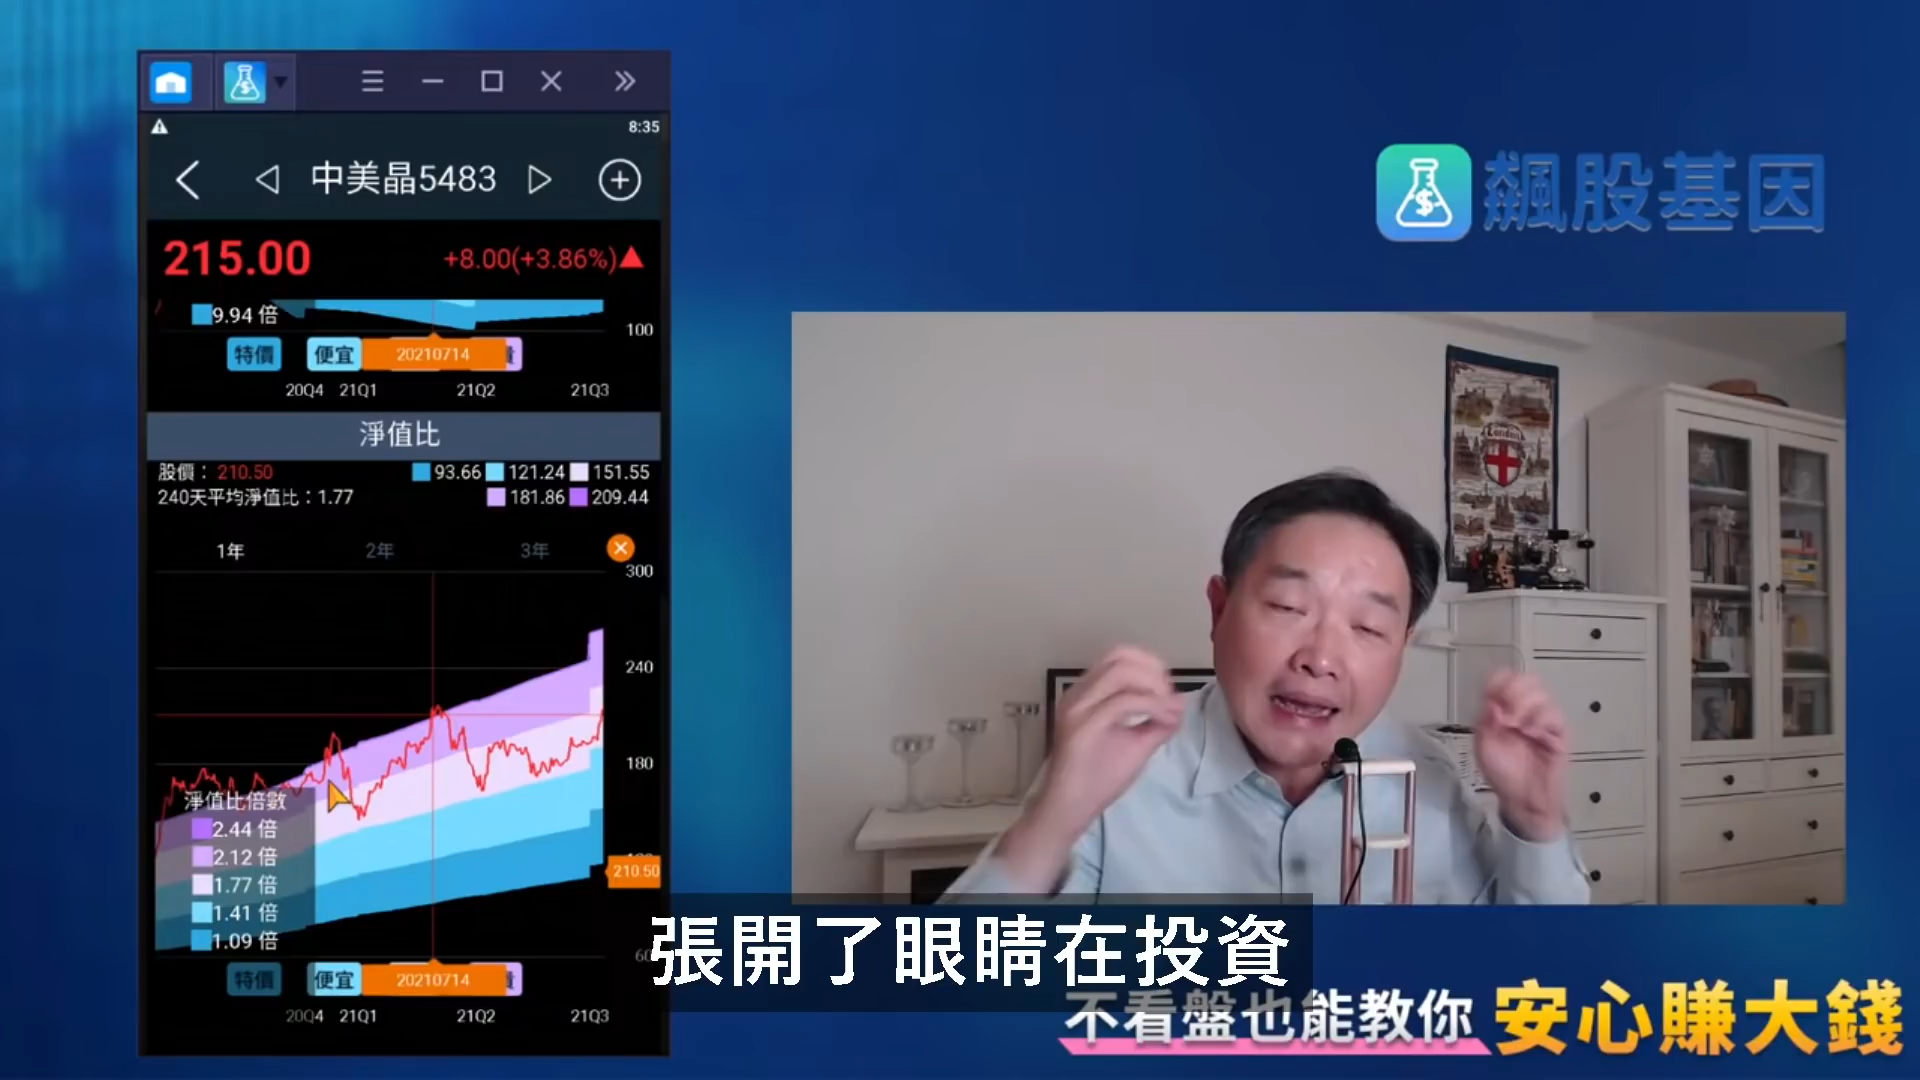 8:35
中美晶5483
215.00
+8.00(+3.86%)▲
9.94 倍
100
特價 便宜 20210714
20Q4 21Q1 21Q2 21Q3
淨值比
股價：210.50 93.66 121.24 151.55
240天平均淨值比：1.77 181.86 209.44
1年 2年 3年
300
240
180
淨值比倍數
2.44 倍
2.12 倍
1.77 倍
1.41 倍
1.09 倍
210.50
特價 便宜 20210714
20Q4 21Q1 21Q2 21Q3
飆股基因
London
張開了眼睛在投資
不看盤也能教你 安心賺大錢